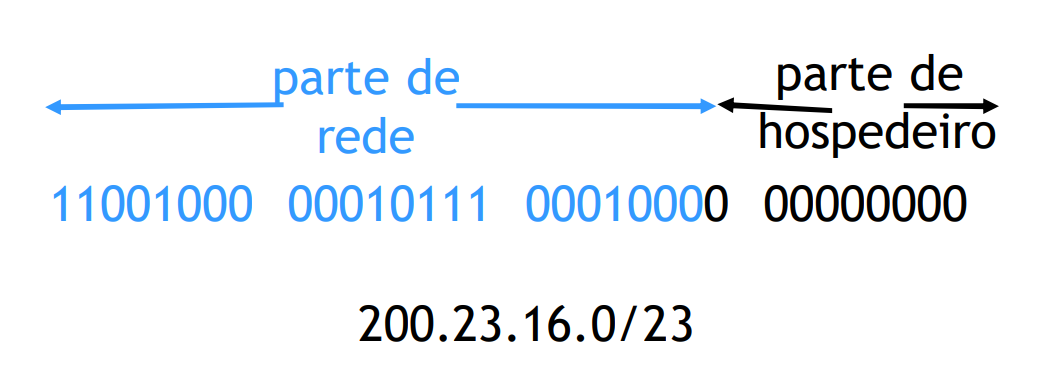 parte de
rede
parte de
hospedeiro
11001000 00010111 00010000 00000000
200.23.16.0/23